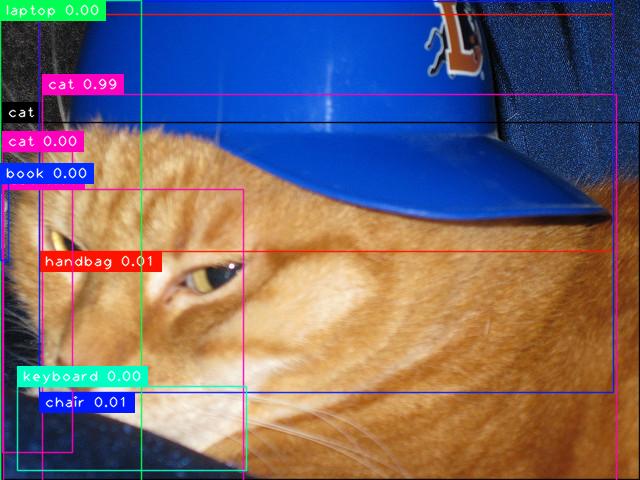 laptop 0.00
L
cat 0.99
cat
cat 0.00
book 0.00
handbag 0.01
keyboard 0.00
chair 0.01